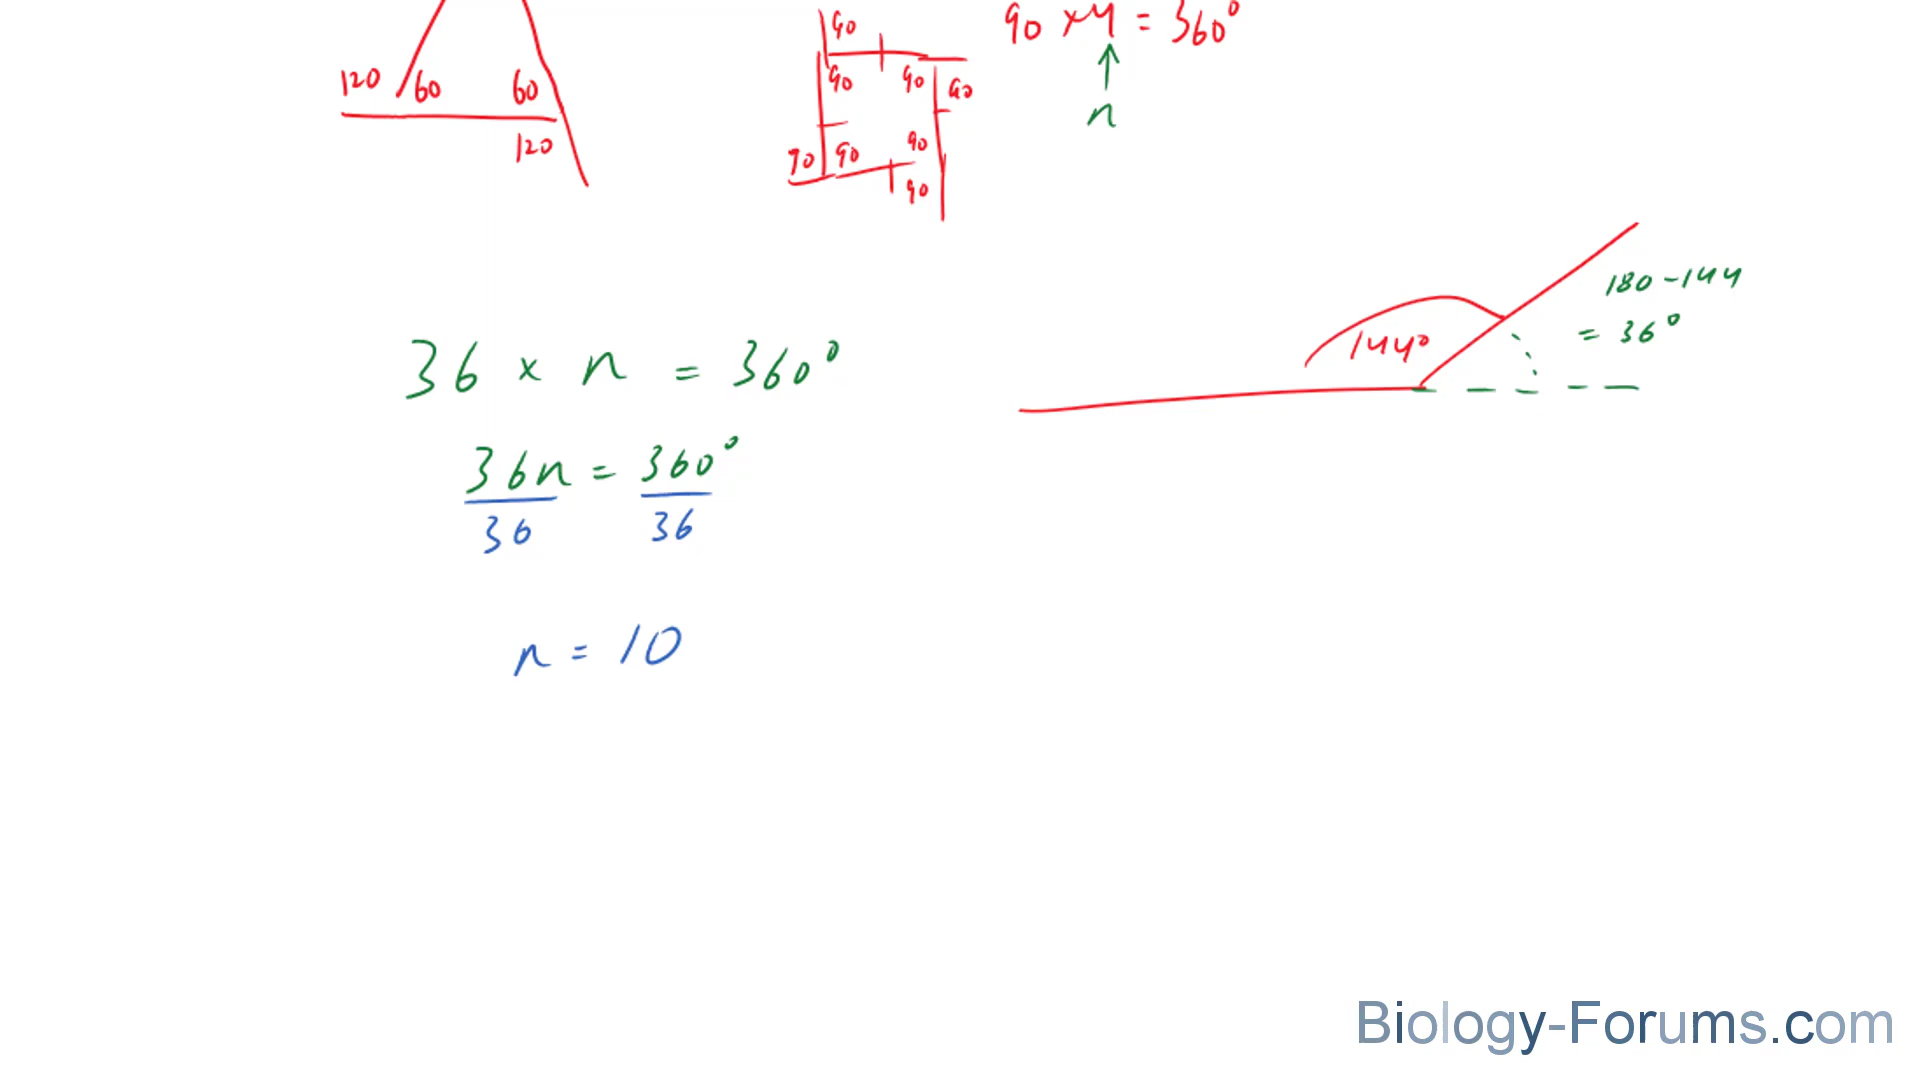 90
90 × 4 = 360°
120 60 60
90 90 90
n
120
90 90 90
90
180 - 144
= 36°
144°
36 × n = 360°
36n = 360°
36 36
n = 10
Biology-Forums.com